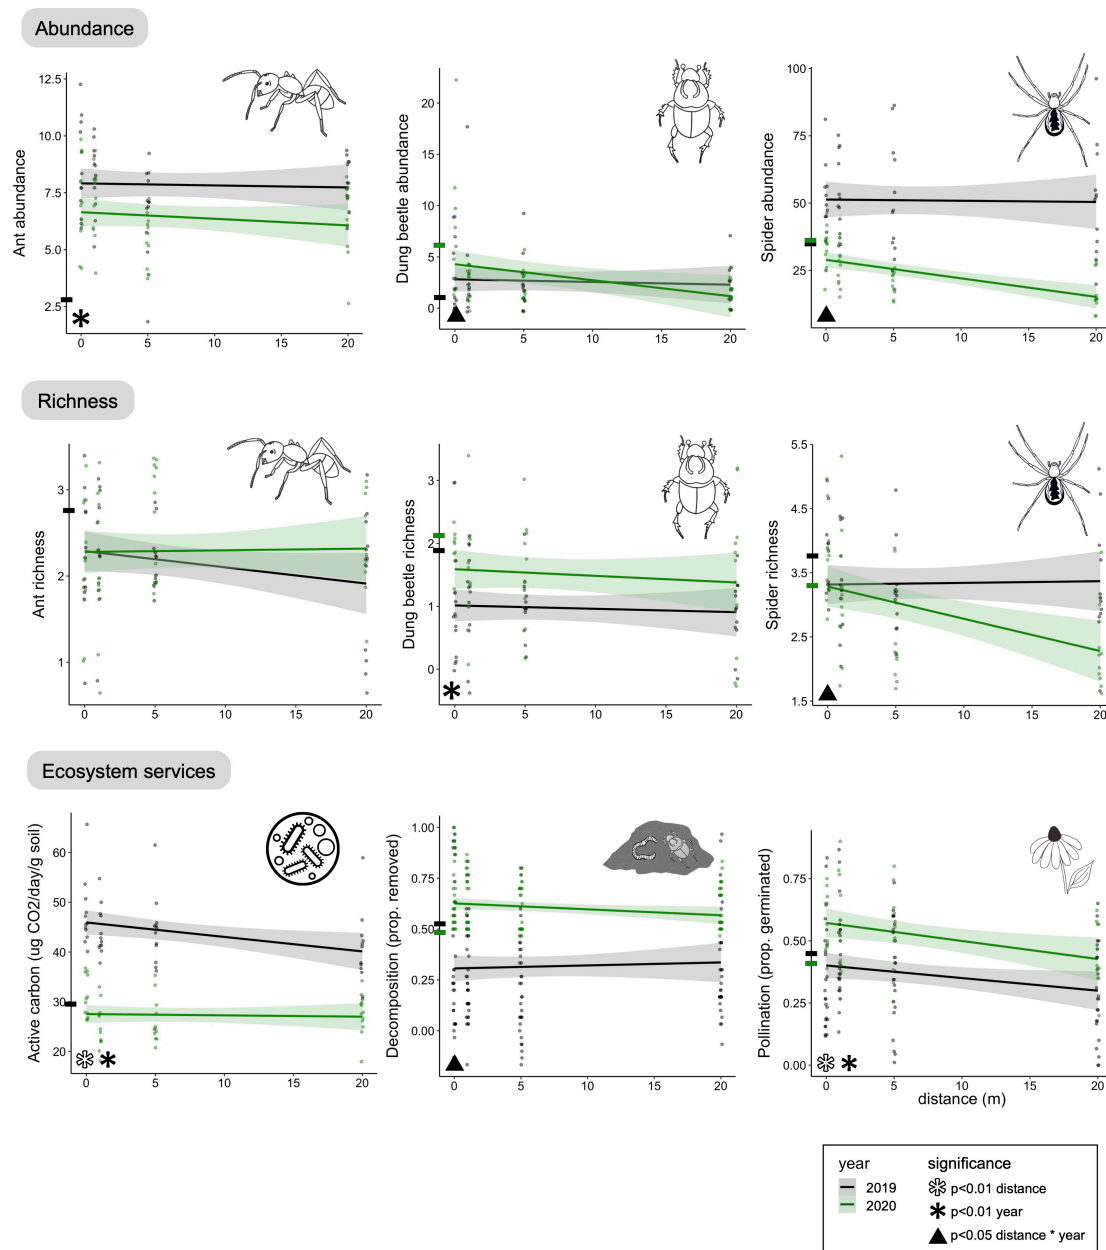 Abundance
Ant abundance
12.5
10.0
7.5
5.0
2.5
0 5 10 15 20
Dung beetle abundance
20
15
10
5
0
0 5 10 15 20
Spider abundance
100
75
50
25
0 5 10 15 20
Richness
Ant richness
3
2
1
0 5 10 15 20
Dung beetle richness
3
2
1
0
0 5 10 15 20
Spider richness
5.5
4.5
3.5
2.5
1.5
0 5 10 15 20
Ecosystem services
Active carbon (ug CO2/day/g soil)
60
50
40
30
20
0 5 10 15 20
Decomposition (prop. removed)
1.00
0.75
0.50
0.25
0.00
0 5 10 15 20
Pollination (prop. germinated)
0.75
0.50
0.25
0.00
0 5 10 15 20
distance (m)
year
2019
2020
significance
p<0.01 distance
p<0.01 year
p<0.05 distance * year